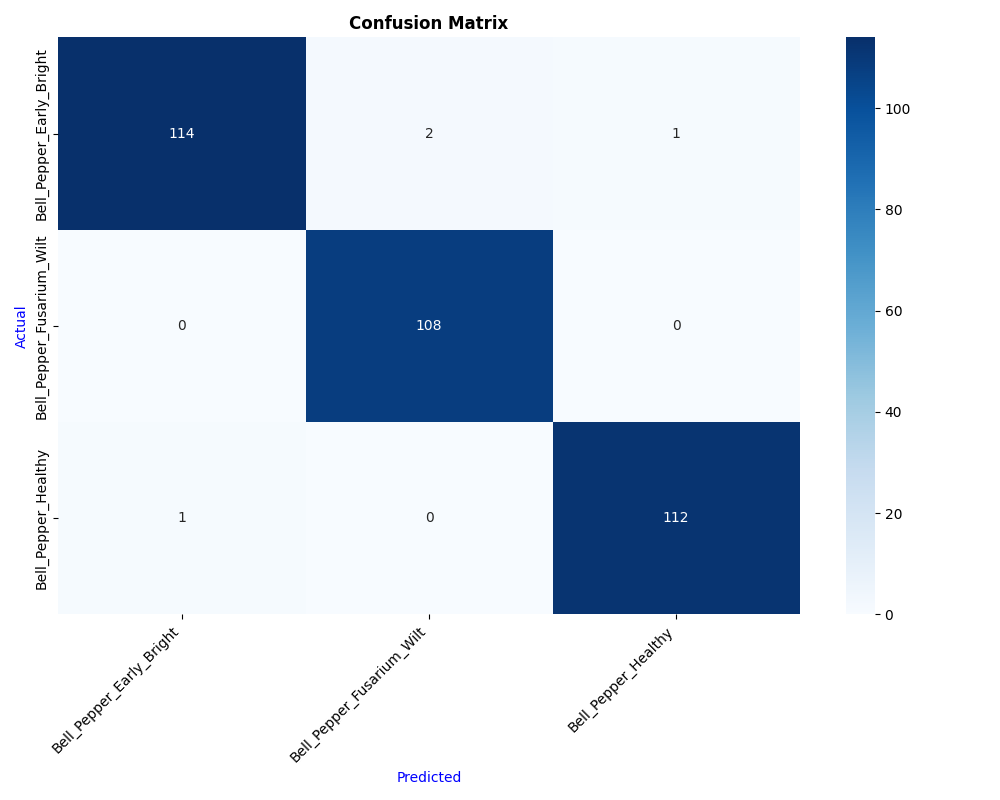 Confusion Matrix
Actual
Bell_Pepper_Early_Bright
114 2 1
Bell_Pepper_Fusarium_Wilt
0 108 0
Bell_Pepper_Healthy
1 0 112
Bell_Pepper_Early_Bright
Bell_Pepper_Fusarium_Wilt
Bell_Pepper_Healthy
Predicted
100
80
60
40
20
0